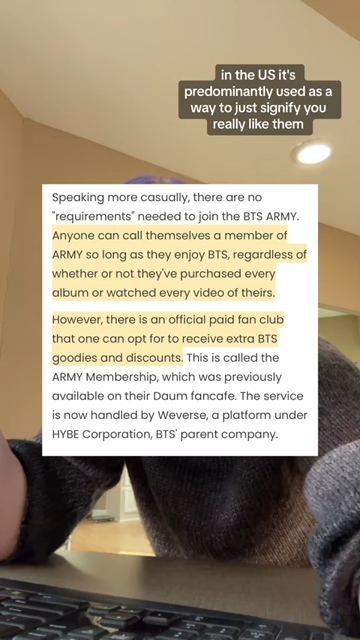 in the US it's
predominantly used as a
way to just signify you
really like them
Speaking more casually, there are no
"requirements" needed to join the BTS ARMY.
Anyone can call themselves a member of
ARMY so long as they enjoy BTS, regardless of
whether or not they've purchased every
album or watched every video of theirs.
However, there is an official paid fan club
that one can opt for to receive extra BTS
goodies and discounts. This is called the
ARMY Membership, which was previously
available on their Daum fancafe. The service
is now handled by Weverse, a platform under
HYBE Corporation, BTS' parent company.